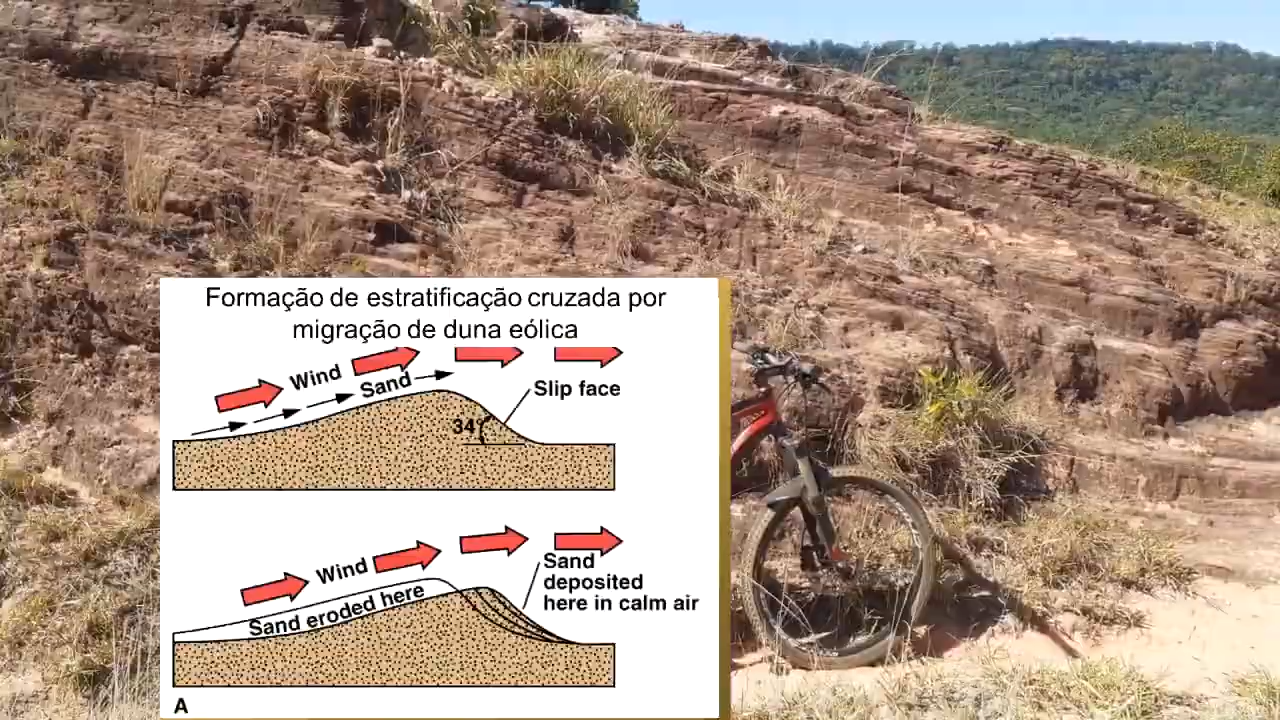 Formação de estratificação cruzada por
migração de duna eólica
Wind
Sand
Slip face
34
Wind
Sand eroded here
Sand
deposited
here in calm air
A